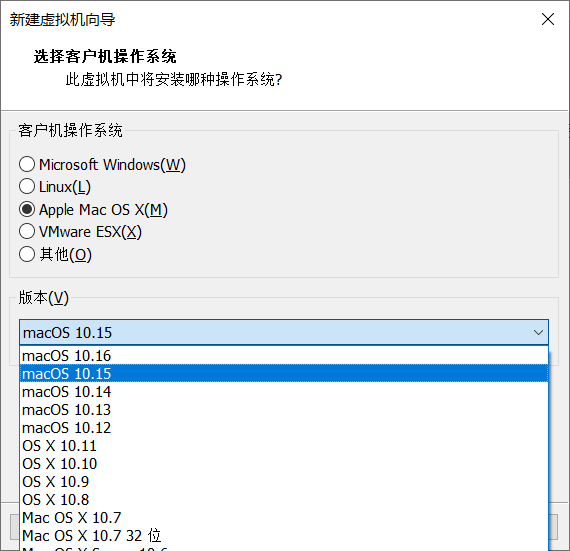 新建虚拟机向导
选择客户机操作系统
此虚拟机中将安装哪种操作系统?
客户机操作系统
Microsoft Windows(W)
Linux(L)
Apple Mac OS X(M)
VMware ESX(X)
其他(O)
版本(V)
macOS 10.15
macOS 10.16
macOS 10.15
macOS 10.14
macOS 10.13
macOS 10.12
OS X 10.11
OS X 10.10
OS X 10.9
OS X 10.8
Mac OS X 10.7
Mac OS X 10.7 32 位